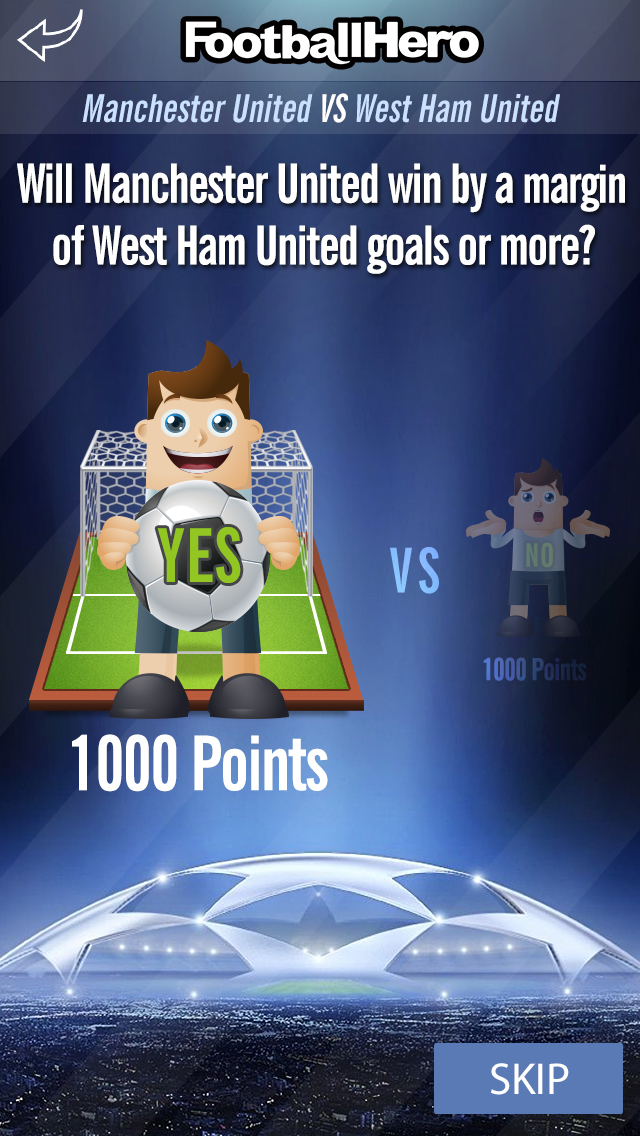 FootballHero
Manchester United VS West Ham United
Will Manchester United win by a margin
of West Ham United goals or more?
YES
VS
NO
1000 Points
1000 Points
SKIP